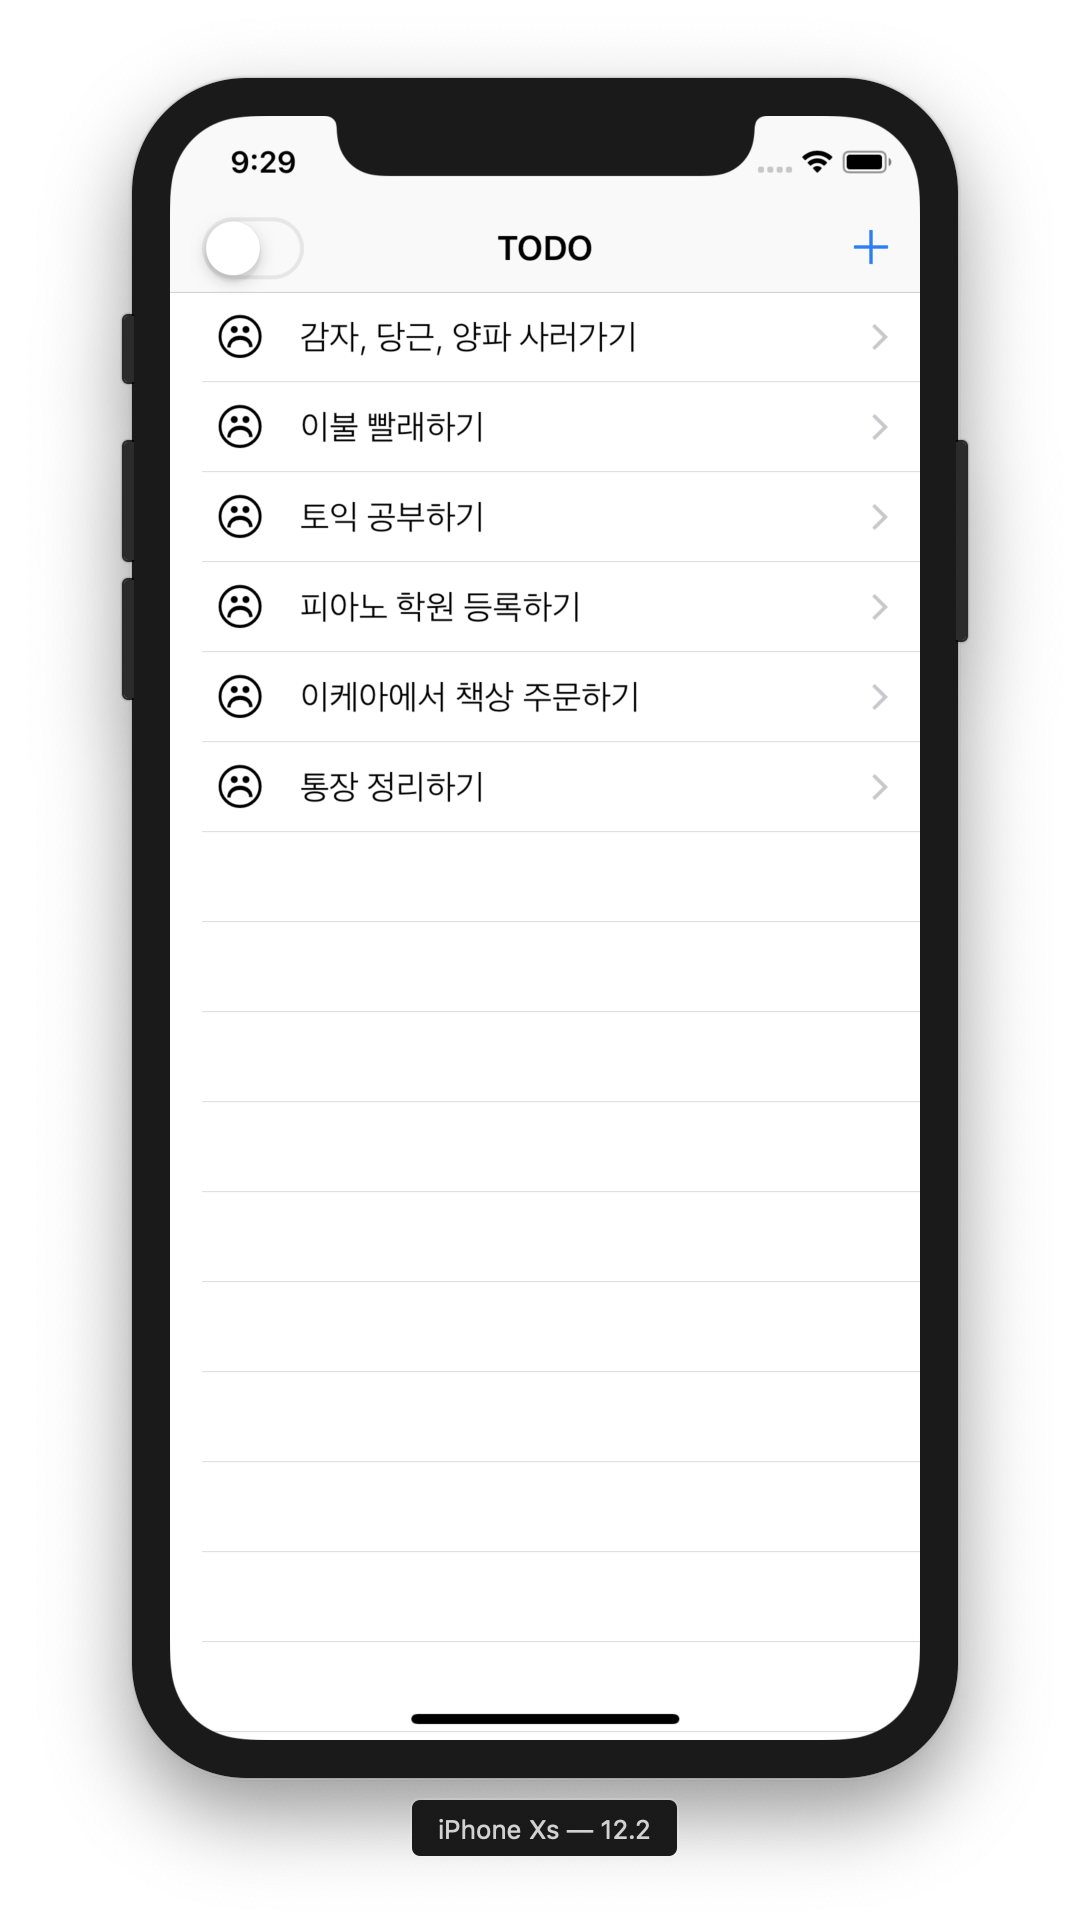 9:29
TODO
감자, 당근, 양파 사러가기
이불 빨래하기
토익 공부하기
피아노 학원 등록하기
이케아에서 책상 주문하기
통장 정리하기
iPhone Xs — 12.2